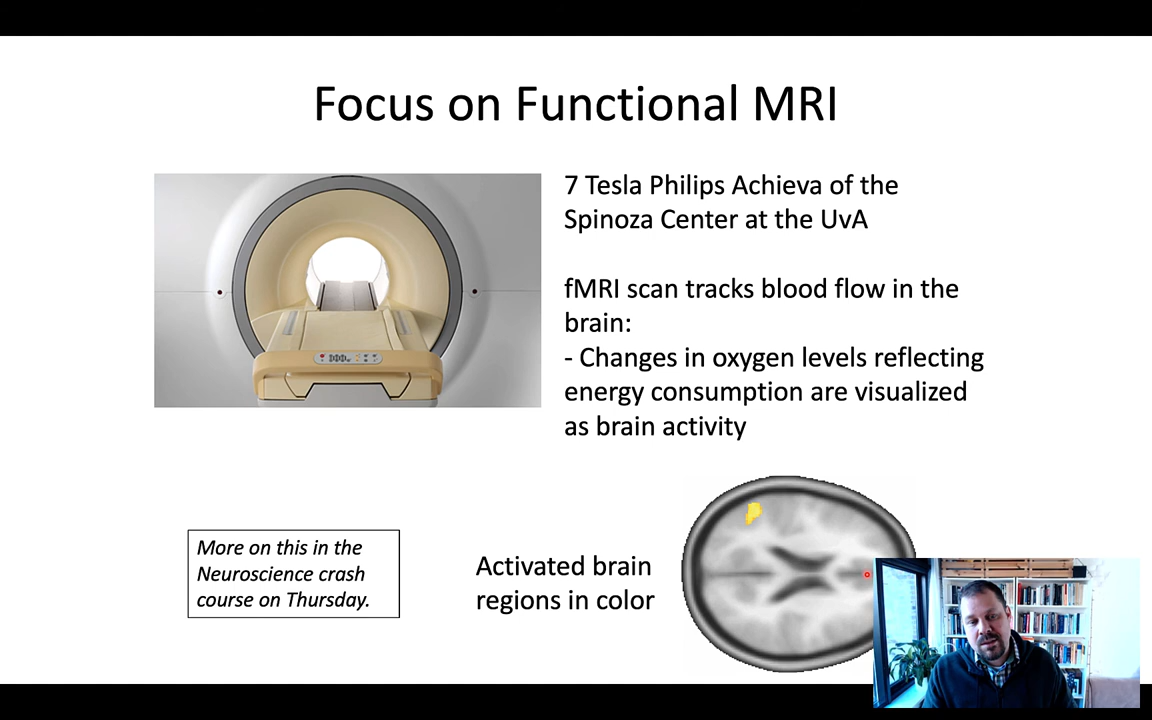 Focus on Functional MRI
7 Tesla Philips Achieva of the
Spinoza Center at the UvA
fMRI scan tracks blood flow in the
brain:
- Changes in oxygen levels reflecting
energy consumption are visualized
as brain activity
More on this in the
Neuroscience crash
course on Thursday.
Activated brain
regions in color